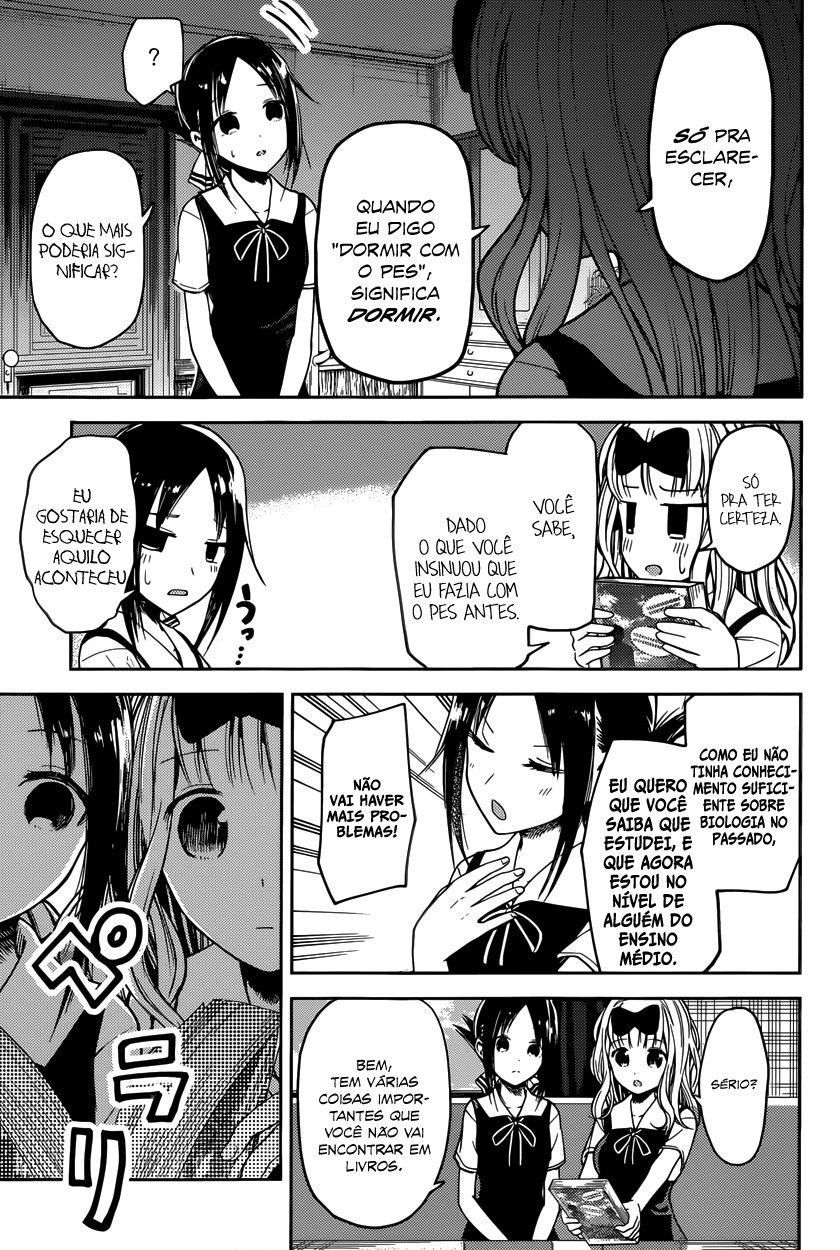 SÓ PRA
ESCLARE-
CER,
QUANDO
EU DIGO
"DORMIR COM
O PES",
SIGNIFICA
DORMIR.
?
O QUE MAIS
PODERIA SIG-
NIFICAR?
SÓ
PRA TER
CERTEZA.
VOCÊ
SABE,
DADO
O QUE VOCÊ
INSINUOU QUE
EU FAZIA COM
O PES ANTES.
うっ…
EU
GOSTARIA DE
ESQUECER
AQUILO
ACONTECEU
COMO EU NÃO
TINHA CONHECI-
MENTO SUFICI-
ENTE SOBRE
BIOLOGIA NO
PASSADO,
EU QUERO
QUE VOCÊ
SAIBA QUE
ESTUDEI, E
QUE AGORA
ESTOU NO
NÍVEL DE
ALGUÉM DO
ENSINO
MÉDIO.
NÃO
VAI HAVER
MAIS PRO-
BLEMAS!
SÉRIO?
BEM,
TEM VÁRIAS
COISAS IMPOR-
TANTES QUE
VOCÊ NÃO VAI
ENCONTRAR EM
LIVROS.
ペラリ